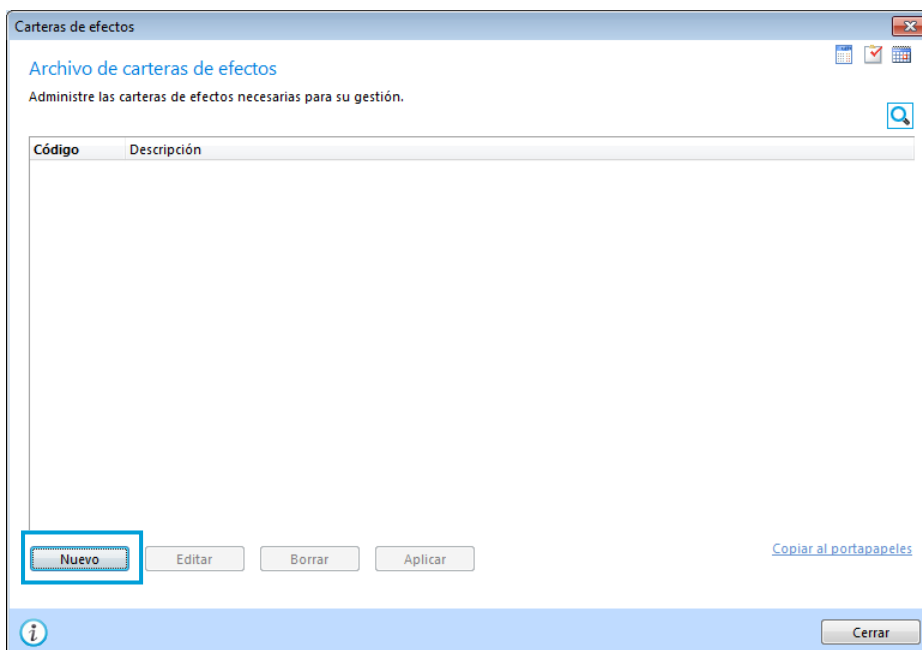 Carteras de efectos
Archivo de carteras de efectos
Administre las carteras de efectos necesarias para su gestión.
Código Descripción
Nuevo Editar Borrar Aplicar Copiar al portapapeles
Cerrar